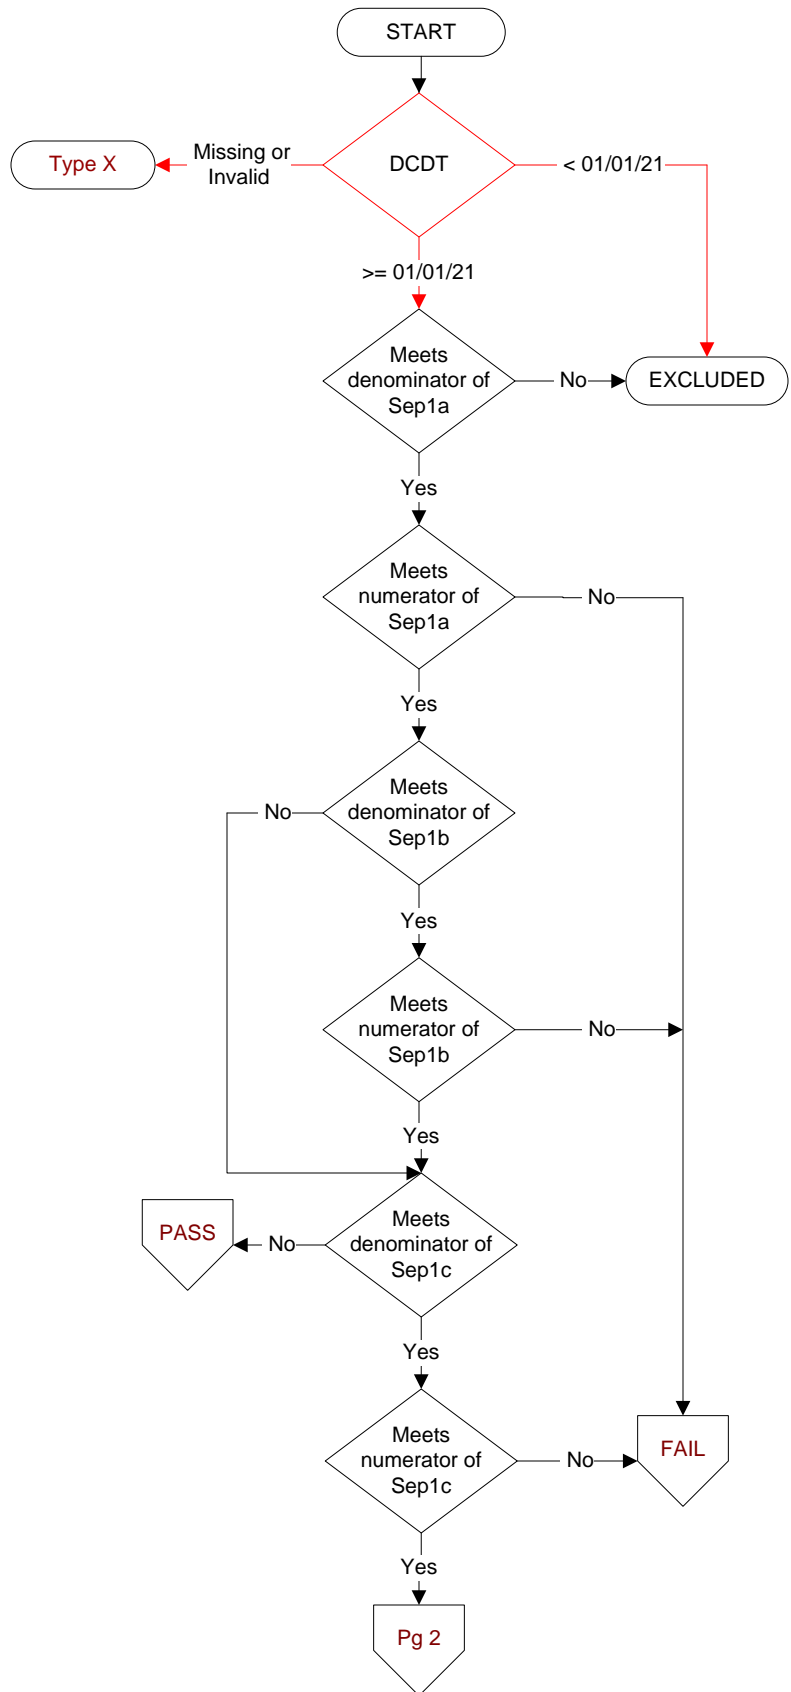 START
DCDT
Missing or
Invalid
Type X
< 01/01/21
>= 01/01/21
Meets
denominator of
Sep1a
No
EXCLUDED
Yes
Meets
numerator of
Sep1a
No
Yes
Meets
denominator of
Sep1b
No
Yes
Meets
numerator of
Sep1b
No
Yes
Meets
denominator of
Sep1c
No
PASS
Yes
Meets
numerator of
Sep1c
No
FAIL
Yes
Pg 2